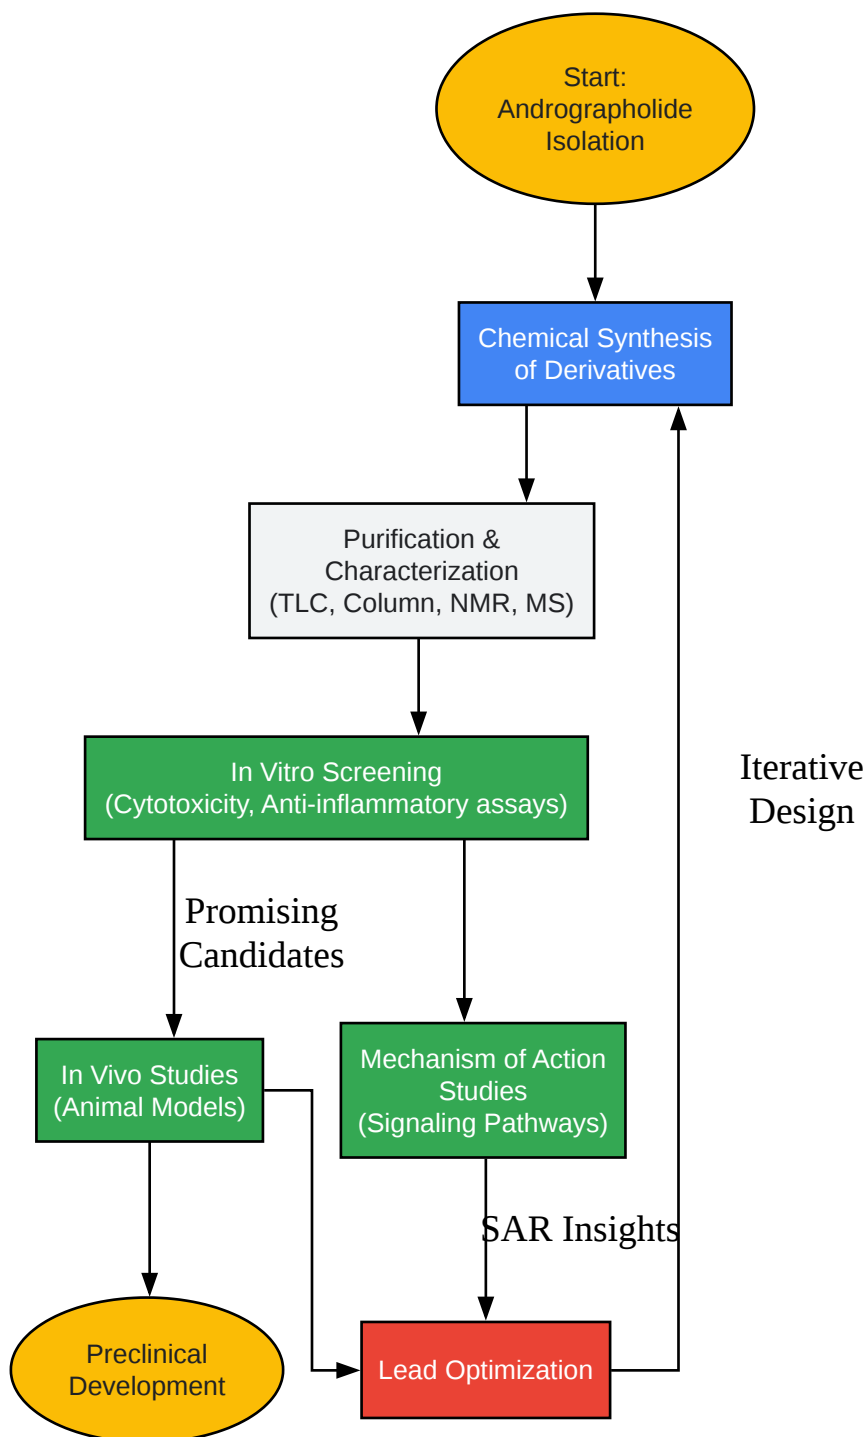 Start:
Andrographolide
Isolation
Chemical Synthesis
of Derivatives
Purification &
Characterization
(TLC, Column, NMR, MS)
In Vitro Screening
(Cytotoxicity, Anti-inflammatory assays)
Iterative
Design
Promising
Candidates
In Vivo Studies
(Animal Models)
Mechanism of Action
Studies
(Signaling Pathways)
SAR Insights
Preclinical
Development
Lead Optimization